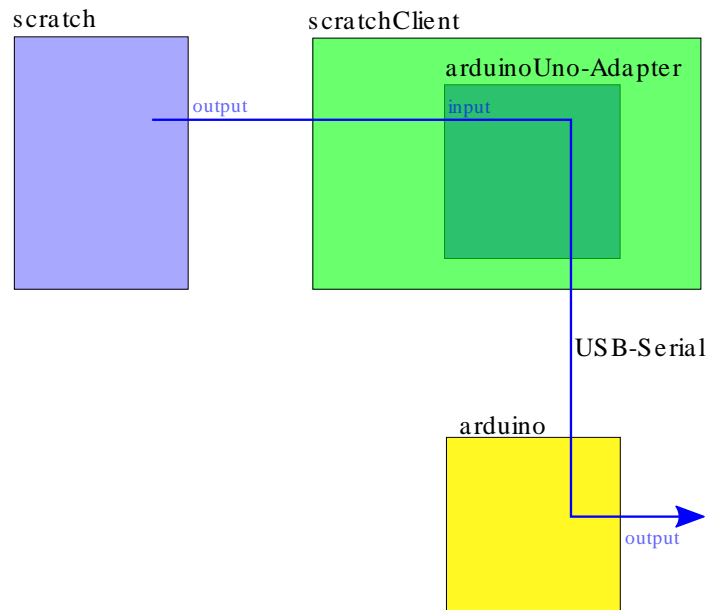 scratch
scratchClient
arduinoUno-Adapter
output
input
USB-Serial
arduino
output